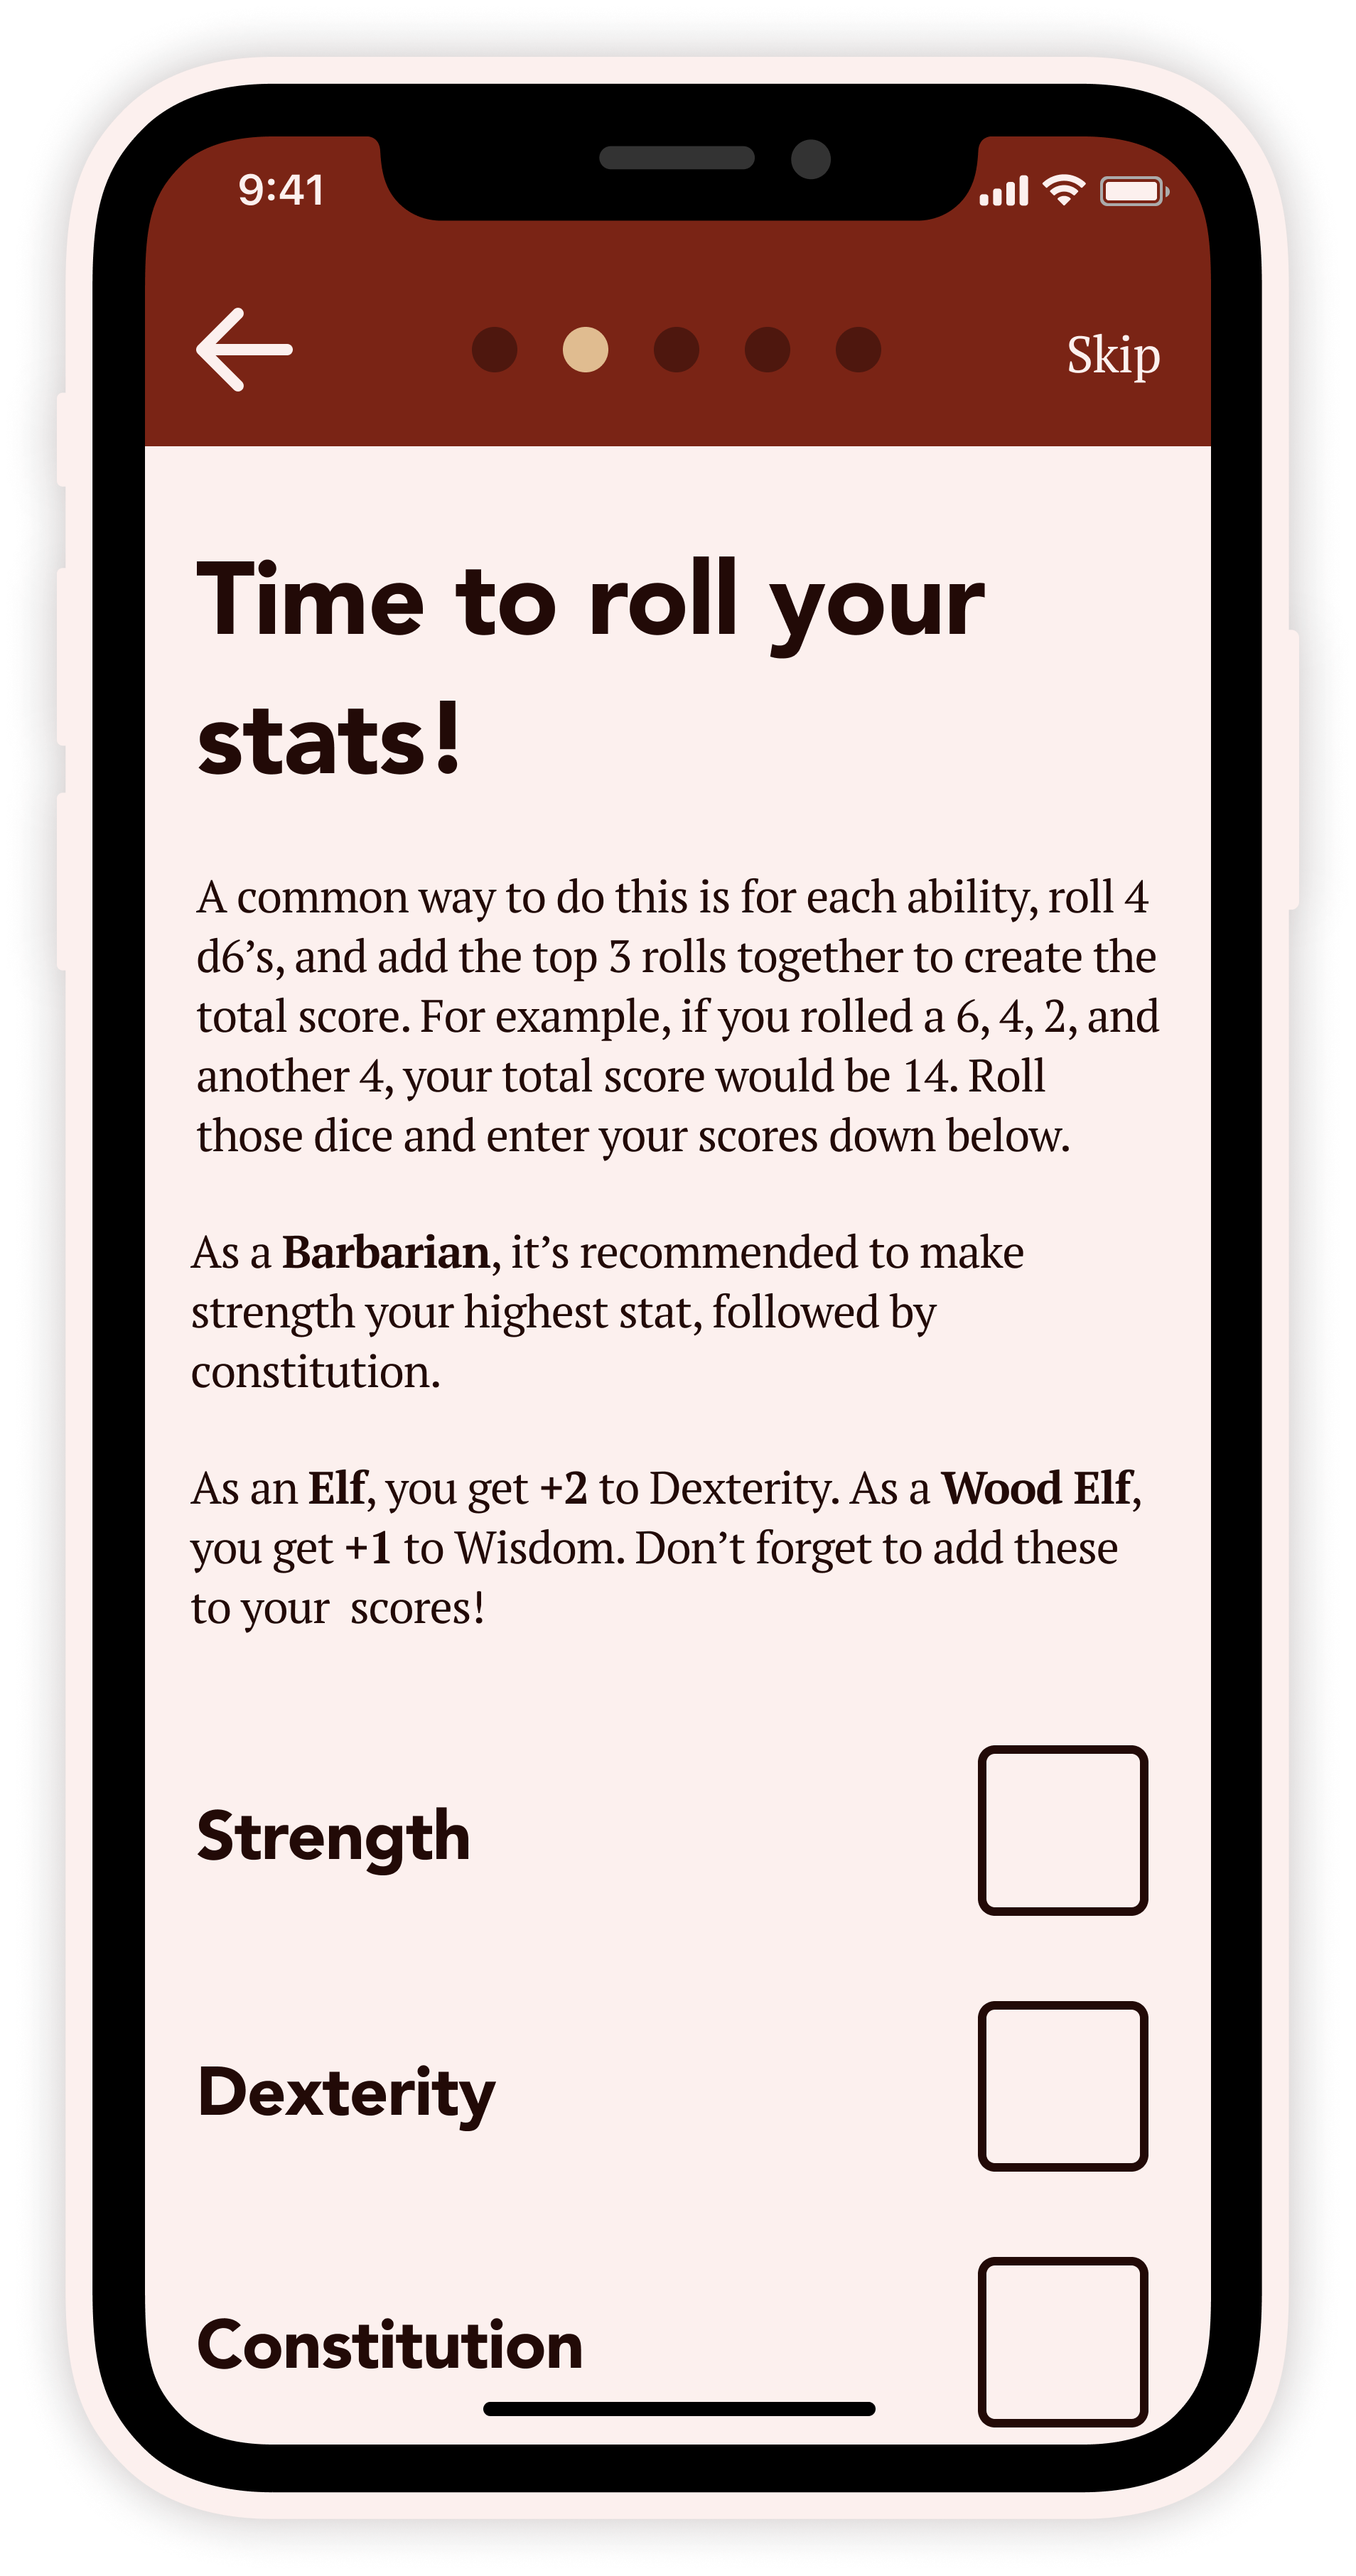 9:41
Skip
Time to roll your
stats!
A common way to do this is for each ability, roll 4
d6’s, and add the top 3 rolls together to create the
total score. For example, if you rolled a 6, 4, 2, and
another 4, your total score would be 14. Roll
those dice and enter your scores down below.
As a Barbarian, it’s recommended to make
strength your highest stat, followed by
constitution.
As an Elf, you get +2 to Dexterity. As a Wood Elf,
you get +1 to Wisdom. Don’t forget to add these
to your  scores!
Strength
Dexterity
Constitution